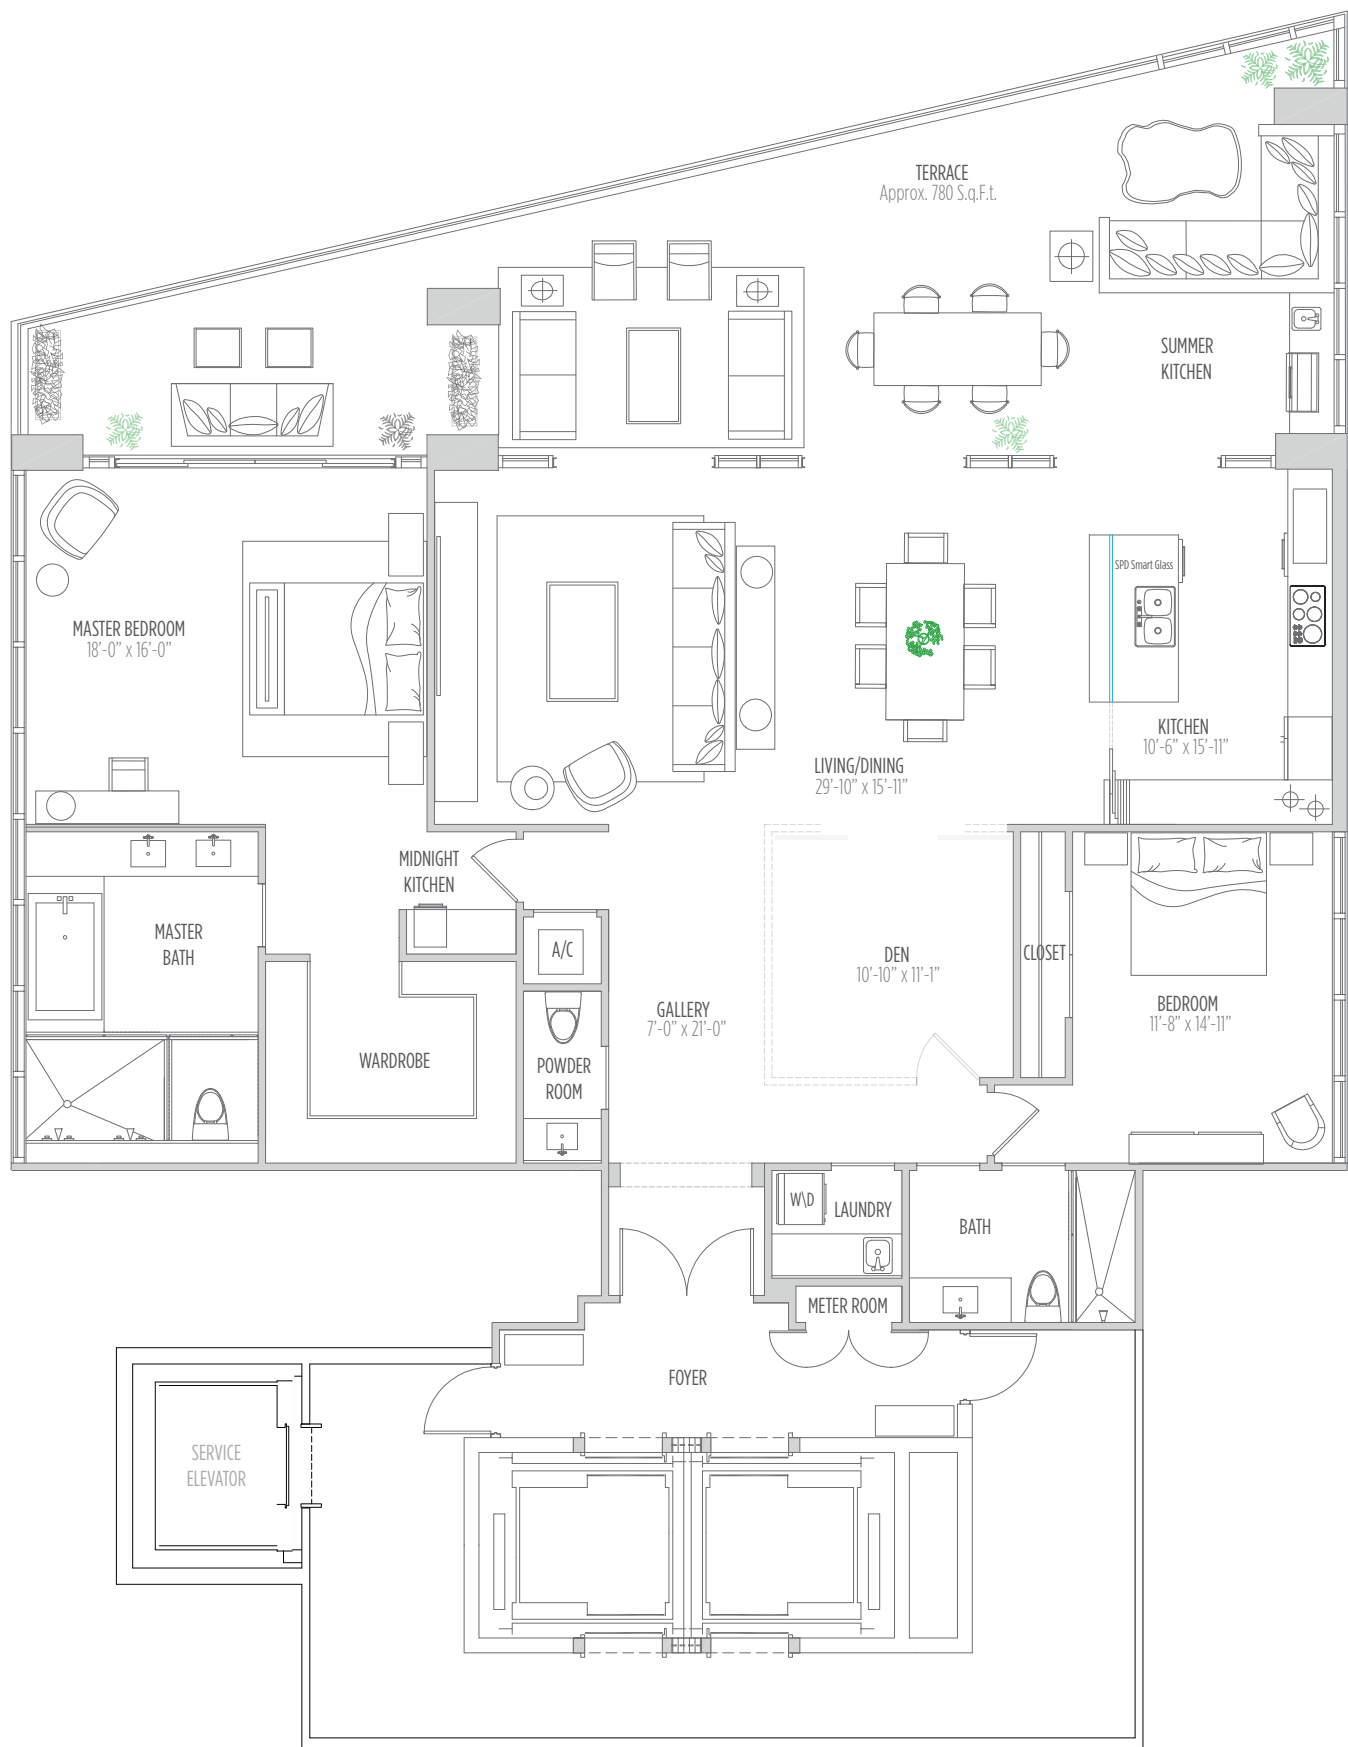 TERRACE
Approx. 780 S.q.F.t.
SUMMER
KITCHEN
SPD Smart Glass
MASTER BEDROOM
18'-0" x 16'-0"
KITCHEN
10'-6" x 15'-11"
LIVING/DINING
29'-10" x 15'-11"
MIDNIGHT
KITCHEN
MASTER
BATH
A/C
DEN
10'-10" x 11'-1"
CLOSET
BEDROOM
11'-8" x 14'-11"
GALLERY
7'-0" x 21'-0"
WARDROBE
POWDER
ROOM
W\D
LAUNDRY
BATH
METER ROOM
FOYER
SERVICE
ELEVATOR